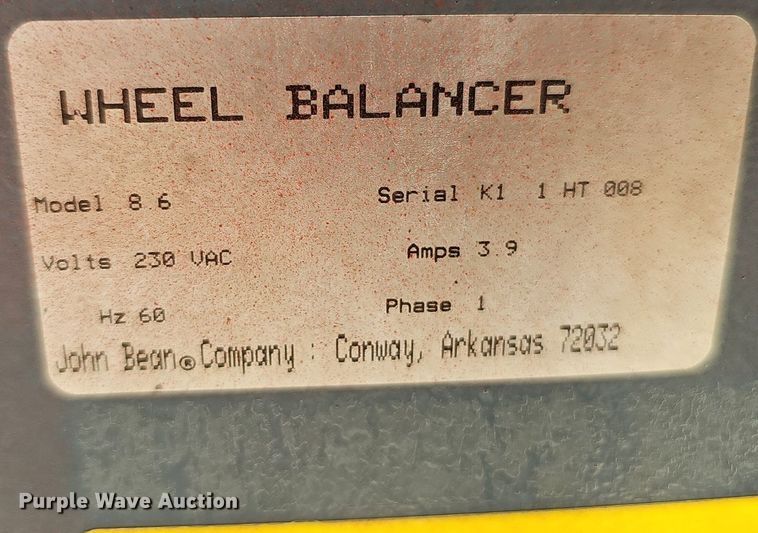 WHEEL BALANCER
Model 8.6 Serial K1 1 HT 008
Volts 230 VAC Amps 3.9
Hz 60 Phase 1
John Bean® Company : Conway, Arkansas 72032
Purple Wave Auction